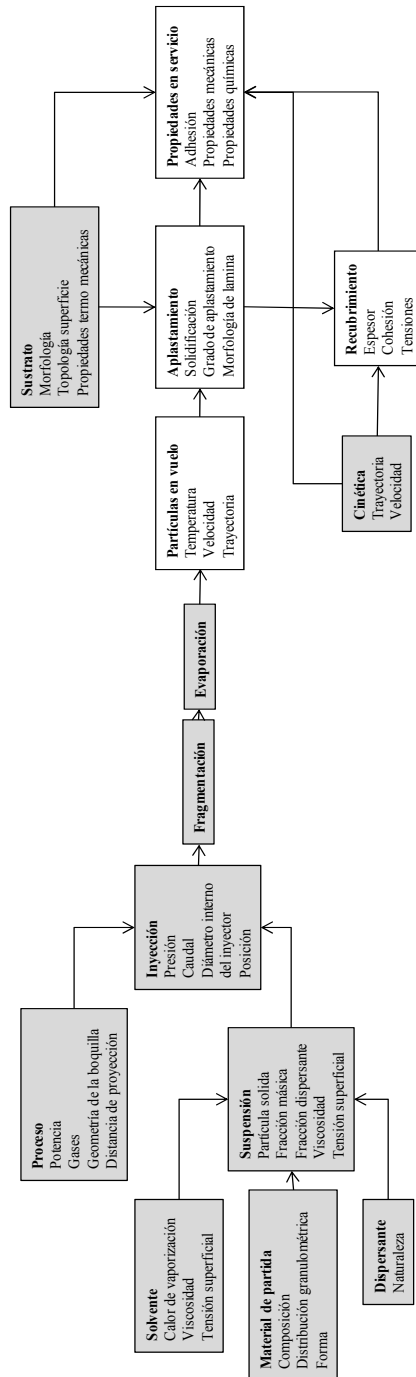 Proceso
Potencia
Gases
Geometría de la boquilla
Distancia de proyección
Solvente
Calor de vaporización
Viscosidad
Tensión superficial
Material de partida
Composición
Distribución granulométrica
Forma
Dispersante
Naturaleza
Suspensión
Partícula solida
Fracción másica
Fracción dispersante
Viscosidad
Tensión superficial
Inyección
Presión
Caudal
Diámetro interno
del inyector
Posición
Fragmentación
Evaporación
Partículas en vuelo
Temperatura
Velocidad
Trayectoria
Sustrato
Morfología
Topología superficie
Propiedades termo mecánicas
Aplastamiento
Solidificación
Grado de aplastamiento
Morfología de lamina
Cinética
Trayectoria
Velocidad
Recubrimiento
Espesor
Cohesión
Tensiones
Propiedades en servicio
Adhesión
Propiedades mecánicas
Propiedades químicas